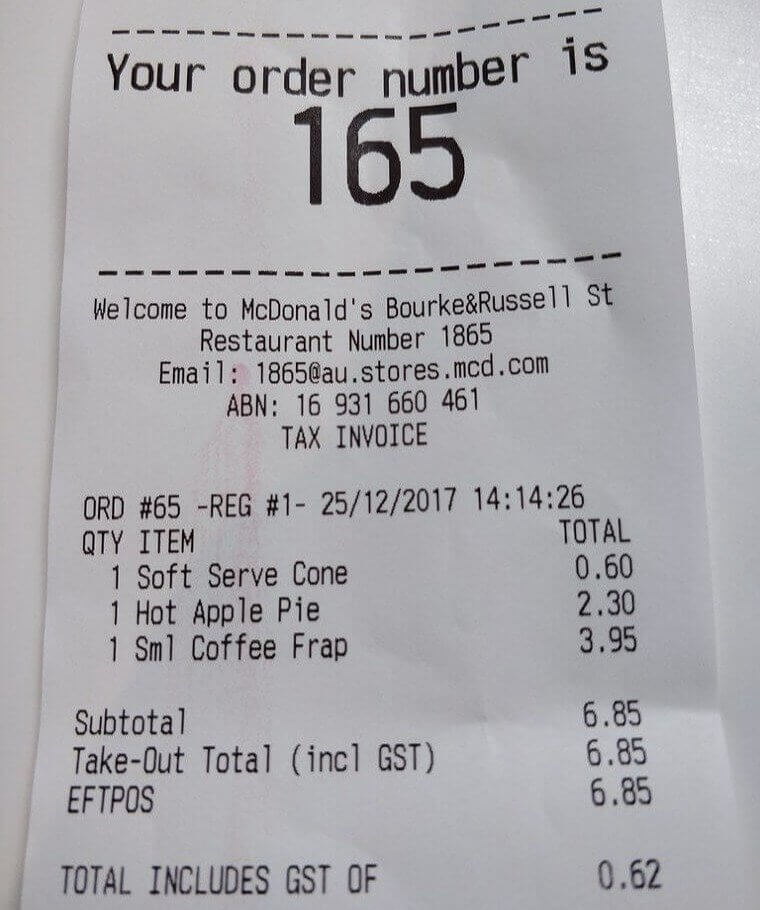 Your order number is
165
Welcome to McDonald's Bourke&Russell St
Restaurant Number 1865
Email: 1865@au.stores.mcd.com
ABN: 16 931 660 461
TAX INVOICE
ORD #65 -REG #1- 25/12/2017 14:14:26
QTY ITEM TOTAL
1 Soft Serve Cone 0.60
1 Hot Apple Pie 2.30
1 Sml Coffee Frap 3.95
Subtotal 6.85
Take-Out Total (incl GST) 6.85
EFTPOS 6.85
TOTAL INCLUDES GST OF 0.62